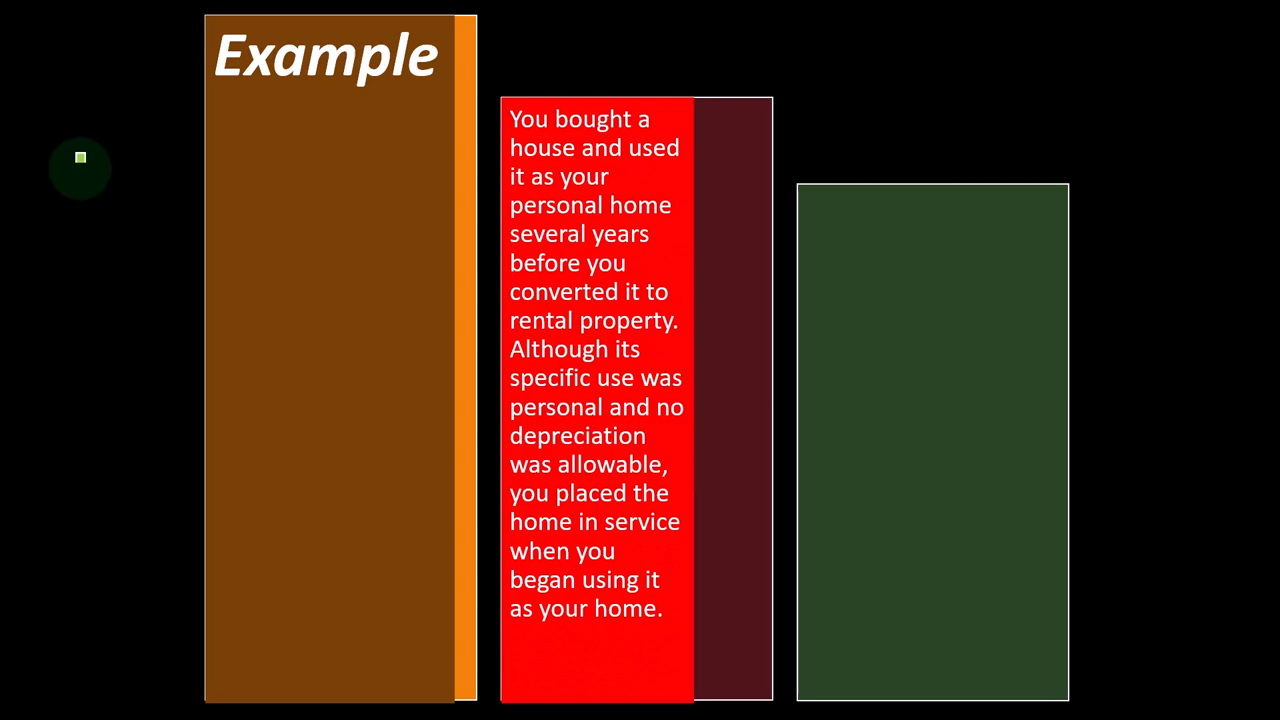 Example
You bought a
house and used
it as your
personal home
several years
before you
converted it to
rental property.
Although its
specific use was
personal and no
depreciation
was allowable,
you placed the
home in service
when you
began using it
as your home.